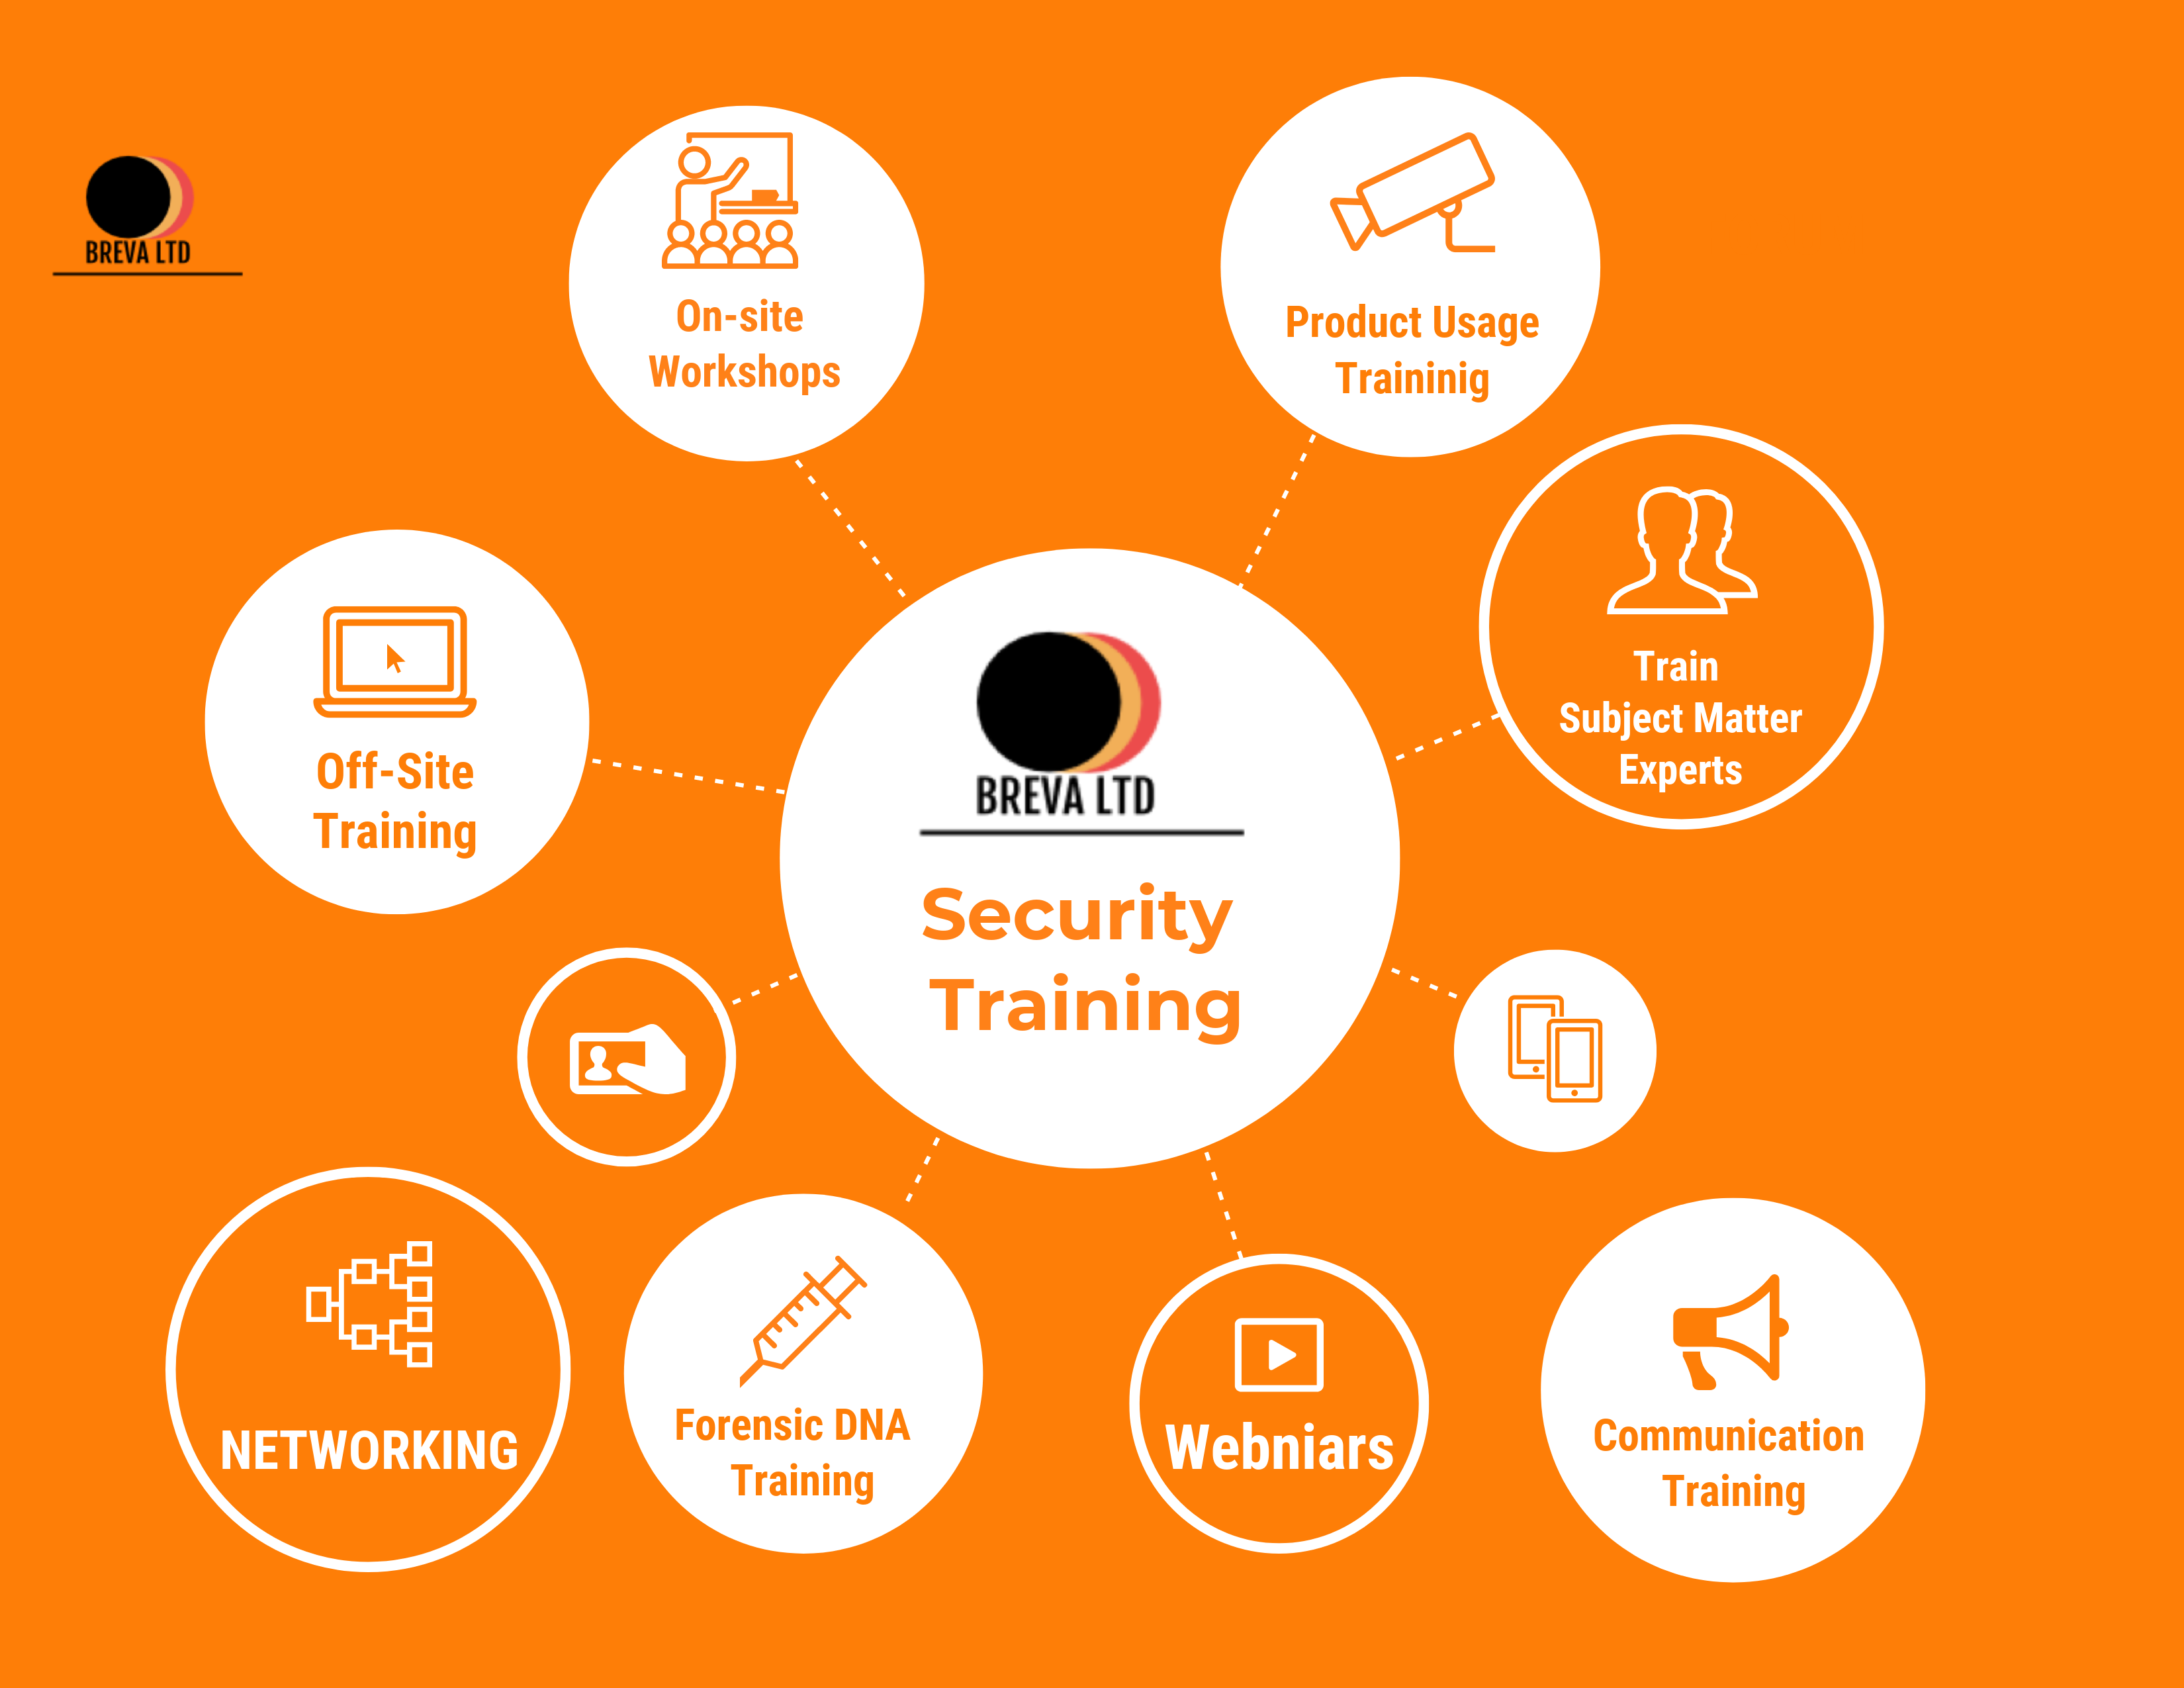 BREVA LTD
On-site
Workshops
Product Usage
Traininig
Train
Subject Matter
Experts
Off-Site
Training
BREVA LTD
Security
Training
NETWORKING
Forensic DNA
Training
Webniars
Communication
Training